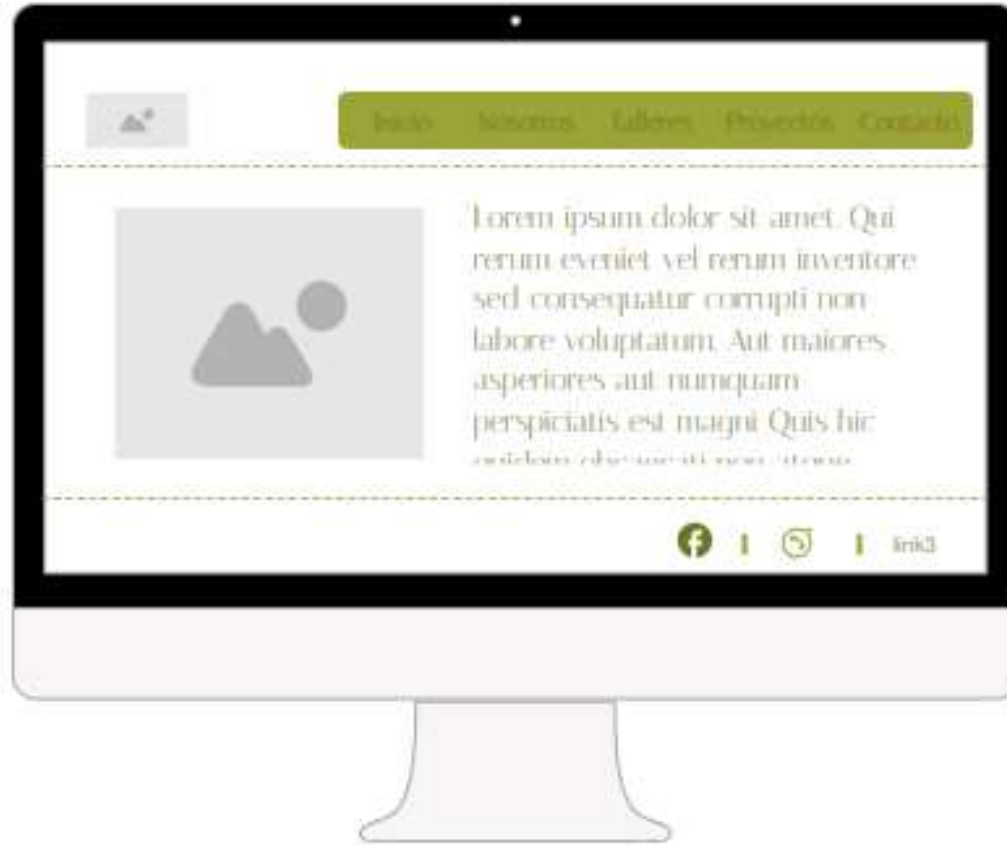 Inicio Nosotros Talleres Proyectos Contacto
Lorem ipsum dolor sit amet. Qui
rerum eveniet vel rerum inventore
sed consequatur corrupti non
labore voluptatum. Aut maiores
asperiores aut numquam
perspiciatis est magni Quis hic
link3